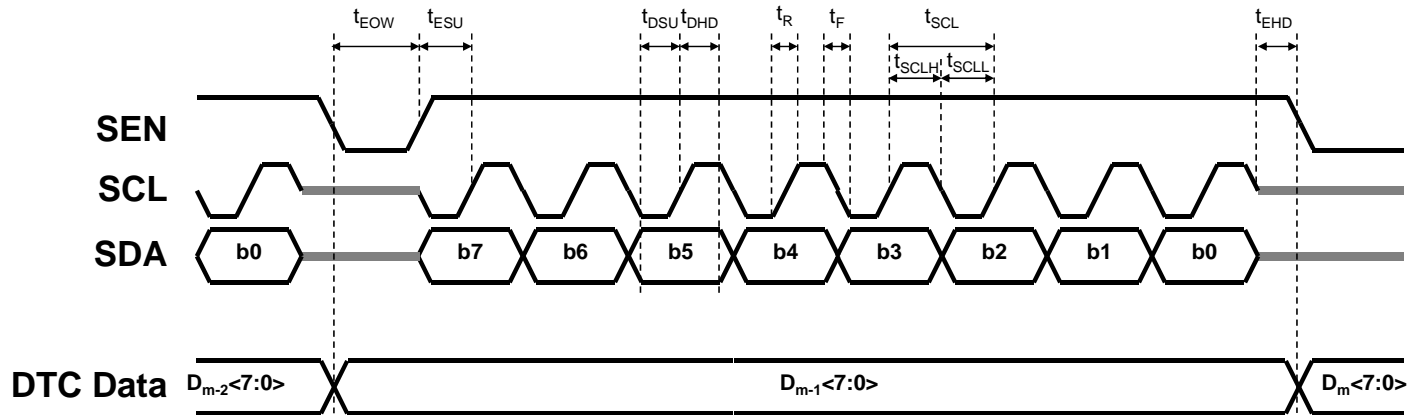 tEOW tESU tDSU tDHD tR tF tSCL tEHD
tSCLH tSCLL
SEN
SCL
SDA b0 b7 b6 b5 b4 b3 b2 b1 b0
DTC Data Dm-2<7:0> Dm-1<7:0> Dm<7:0>